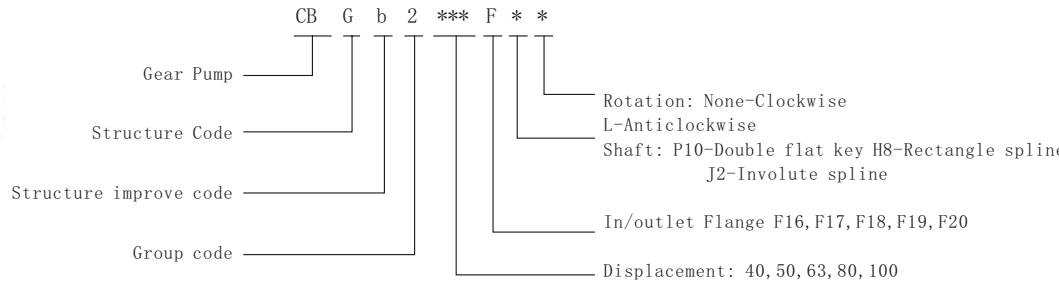 CB G b 2 *** F * *
Gear Pump
Rotation: None-Clockwise
Structure Code
L-Anticlockwise
Shaft: P10-Double flat key H8-Rectangle spline
Structure improve code
J2-Involute spline
In/outlet Flange F16,F17,F18,F19,F20
Group code
Displacement: 40,50,63,80,100